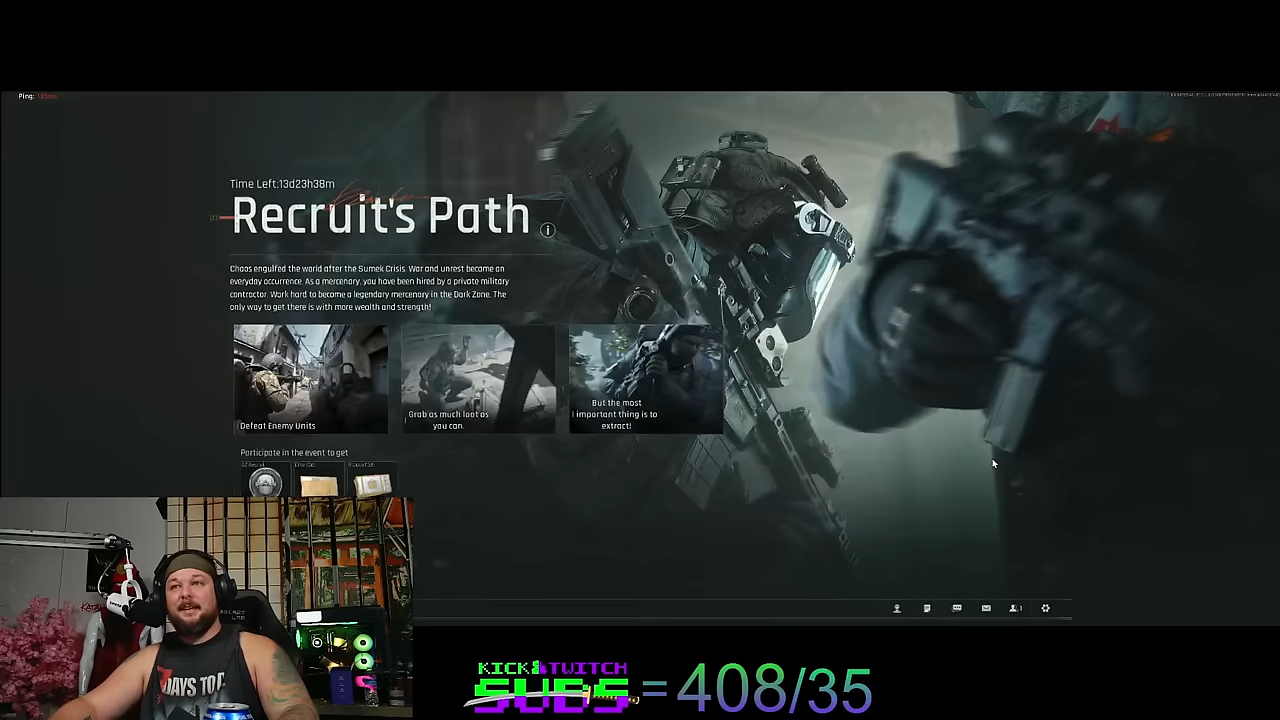 Ping:
Time Left:13d23h38m
Recruit's Path
Chaos engulfed the world after the Sumek Crisis. War and unrest became an
everyday occurrence. As a mercenary, you have been hired by a private military
contractor. Work hard to become a legendary mercenary in the Dark Zone. The
only way to get there is with more wealth and strength!
Defeat Enemy Units
Grab as much loot as
you can.
But the most
important thing is to
extract!
Participate in the event to get
SECRET
LAB
DAYS TO
KICK TWITCH
SUBS = 408/35